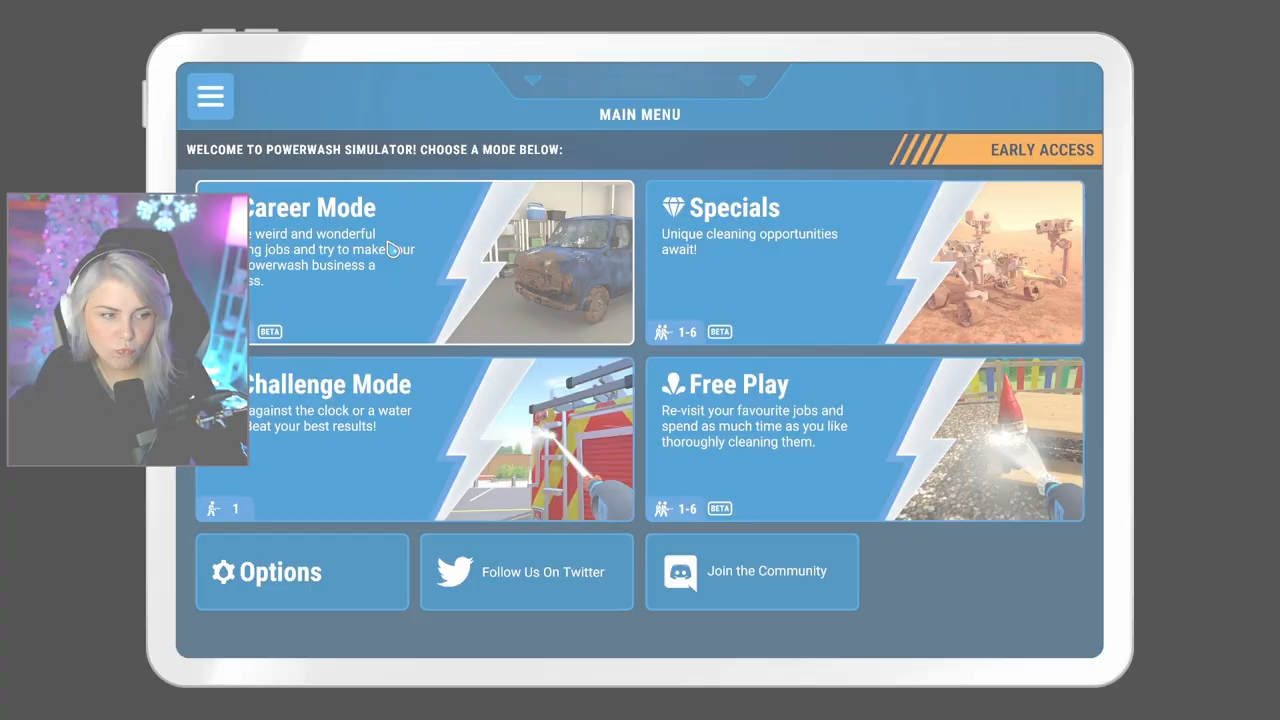 MAIN MENU
WELCOME TO POWERWASH SIMULATOR! CHOOSE A MODE BELOW:
EARLY ACCESS
Career Mode
weird and wonderful
jobs and try to make your
powerwash business a
BETA
Specials
Unique cleaning opportunities
await!
1-6 BETA
Challenge Mode
against the clock or a water
Beat your best results!
1
Free Play
Re-visit your favourite jobs and
spend as much time as you like
thoroughly cleaning them.
1-6 BETA
Options
Follow Us On Twitter
Join the Community